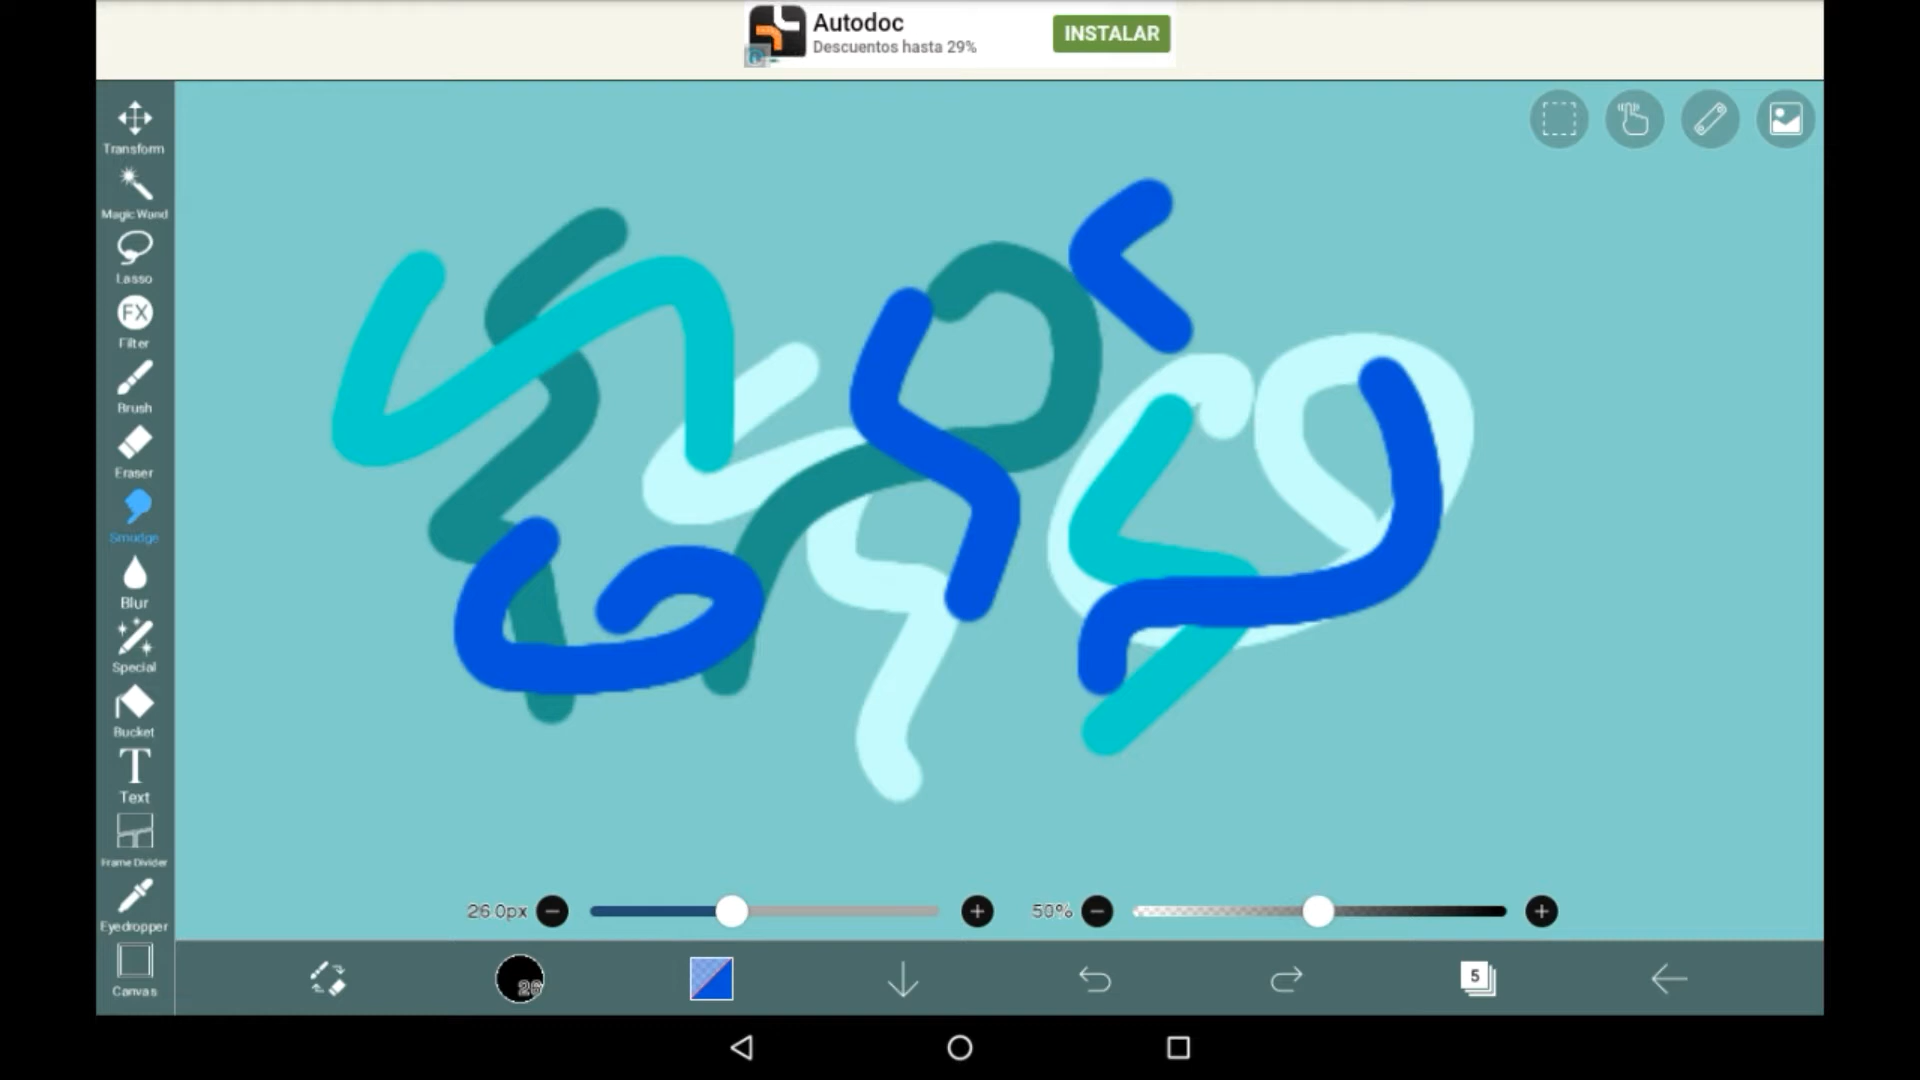 Autodoc
Descuentos hasta 29%
INSTALAR
Transform
Magic Wand
Lasso
FX
Filter
Brush
Eraser
Smudge
Blur
Special
Bucket
T
Text
Frame Divider
Eyedropper
Canvas
26.0px
50%
26
5